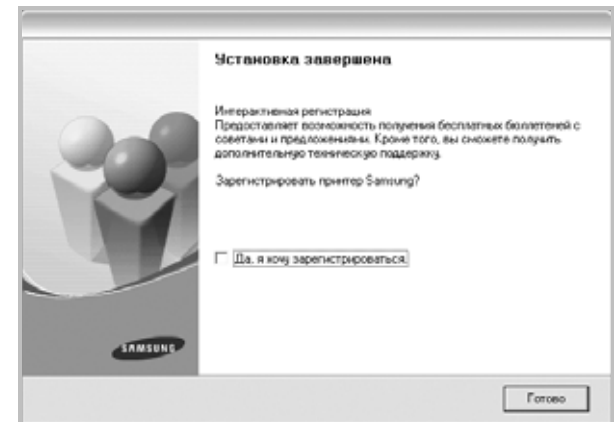 Установка завершена
Интерактивная регистрация
Предоставляет возможность получения бесплатных бюллетеней с
советами и предложениями. Кроме того, вы сможете получить
дополнительную техническую поддержку.
Зарегистрировать принтер Samsung?
Да, я хочу зарегистрироваться.
SAMSUNG
Готово